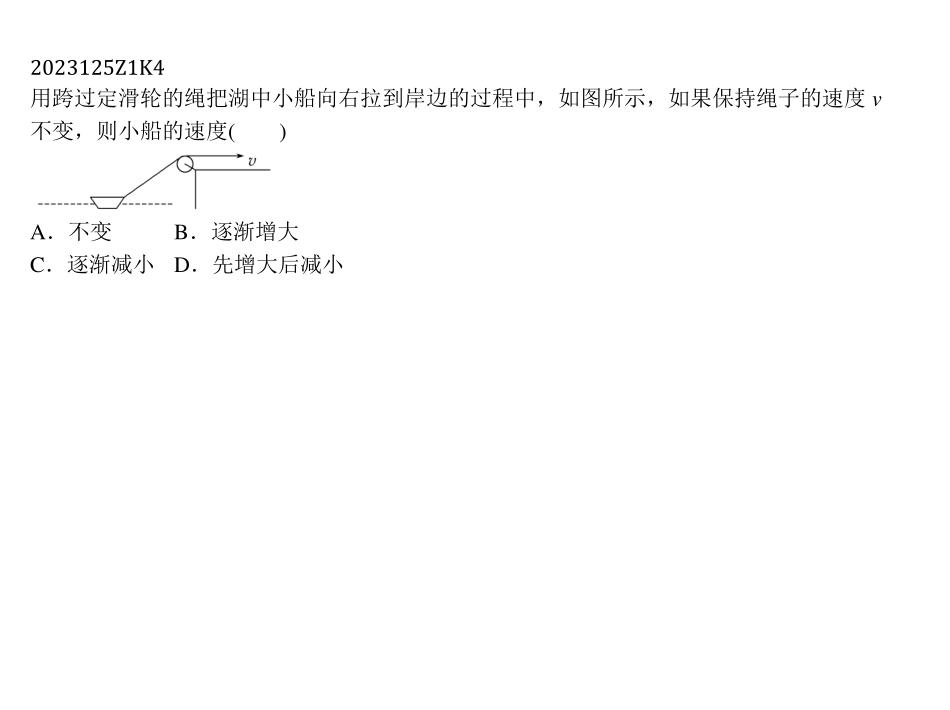 2023125Z1K4
用跨过定滑轮的绳把湖中小船向右拉到岸边的过程中，如图所示，如果保持绳子的速度 v
不变，则小船的速度(　　)
v
A．不变　　B．逐渐增大
C．逐渐减小　D．先增大后减小